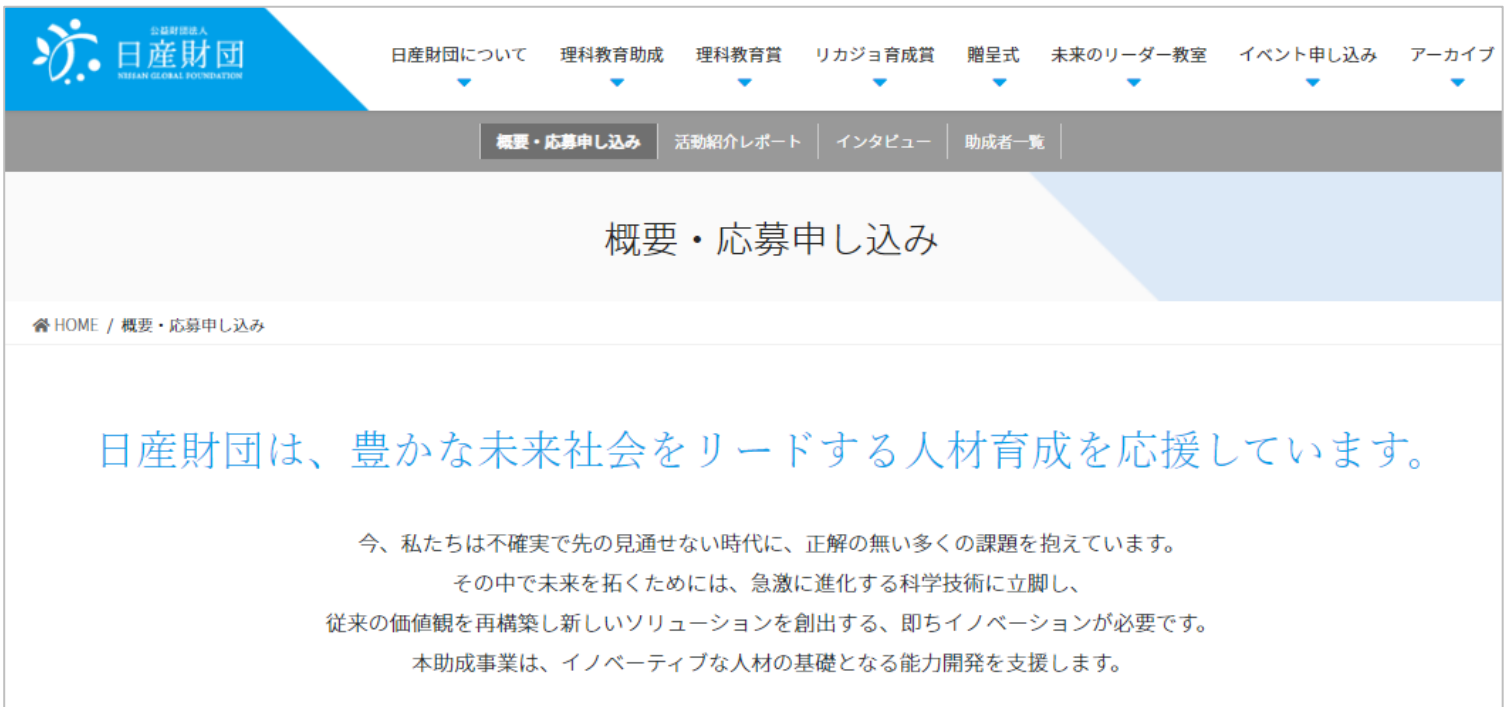 公益財団法人
日産財団
NISSAN GLOBAL FOUNDATION
日産財団について 理科教育助成 理科教育賞 リカジョ育成賞 贈呈式 未来のリーダー教室 イベント申し込み アーカイブ
概要・応募申し込み 活動紹介レポート インタビュー 助成者一覧
概要・応募申し込み
HOME / 概要・応募申し込み
日産財団は、豊かな未来社会をリードする人材育成を応援しています。
今、私たちは不確実で先の見通せない時代に、正解の無い多くの課題を抱えています。
その中で未来を拓くためには、急激に進化する科学技術に立脚し、
従来の価値観を再構築し新しいソリューションを創出する、即ちイノベーションが必要です。
本助成事業は、イノベーティブな人材の基礎となる能力開発を支援します。